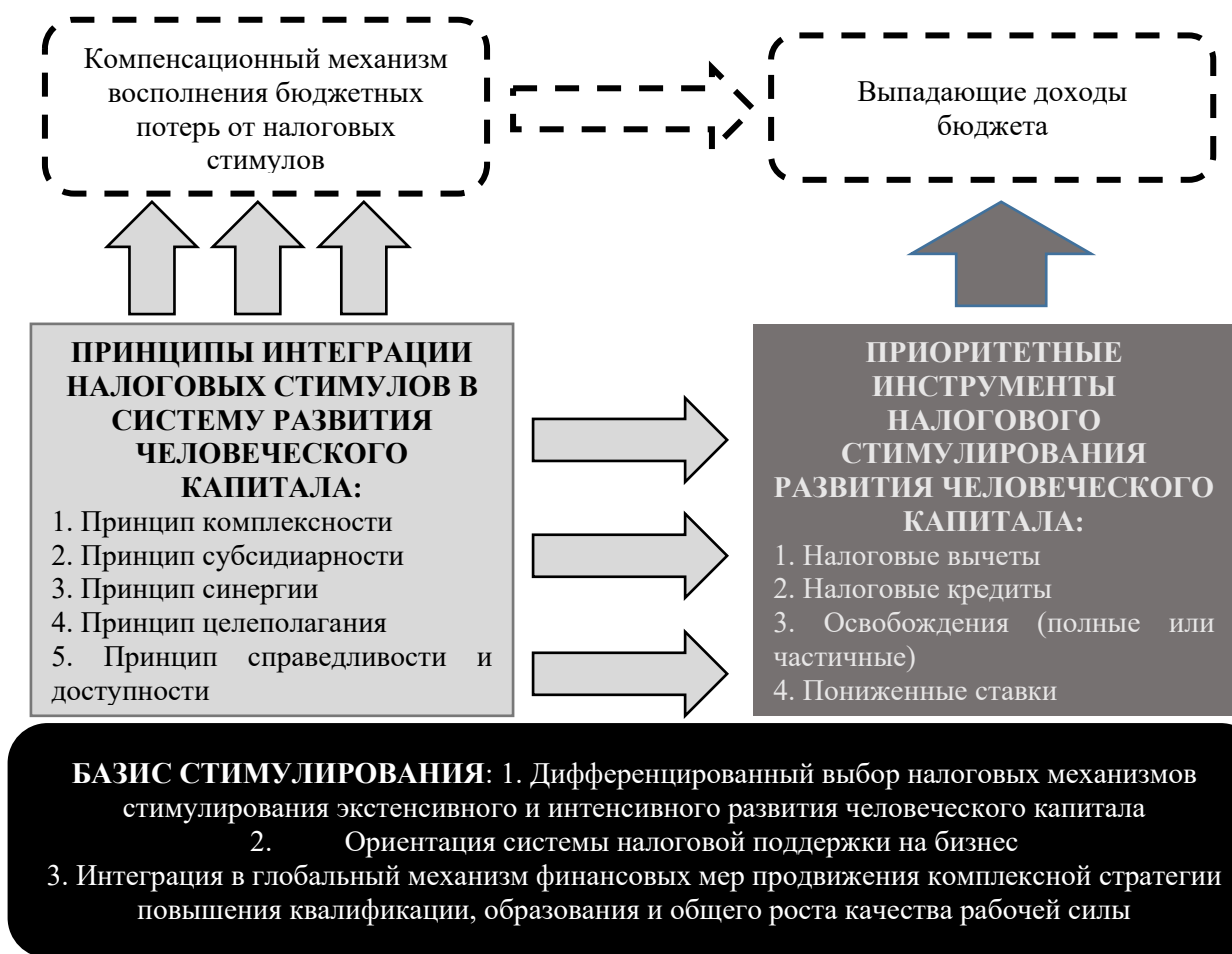 Компенсационный механизм
восполнения бюджетных
потерь от налоговых
стимулов
Выпадающие доходы
бюджета
ПРИНЦИПЫ ИНТЕГРАЦИИ
НАЛОГОВЫХ СТИМУЛОВ В
СИСТЕМУ РАЗВИТИЯ
ЧЕЛОВЕЧЕСКОГО
КАПИТАЛА:
1. Принцип комплексности
2. Принцип субсидиарности
3. Принцип синергии
4. Принцип целеполагания
5. Принцип справедливости и
доступности
ПРИОРИТЕТНЫЕ
ИНСТРУМЕНТЫ
НАЛОГОВОГО
СТИМУЛИРОВАНИЯ
РАЗВИТИЯ ЧЕЛОВЕЧЕСКОГО
КАПИТАЛА:
1. Налоговые вычеты
2. Налоговые кредиты
3. Освобождения (полные или
частичные)
4. Пониженные ставки
БАЗИС СТИМУЛИРОВАНИЯ: 1. Дифференцированный выбор налоговых механизмов
стимулирования экстенсивного и интенсивного развития человеческого капитала
2. Ориентация системы налоговой поддержки на бизнес
3. Интеграция в глобальный механизм финансовых мер продвижения комплексной стратегии
повышения квалификации, образования и общего роста качества рабочей силы